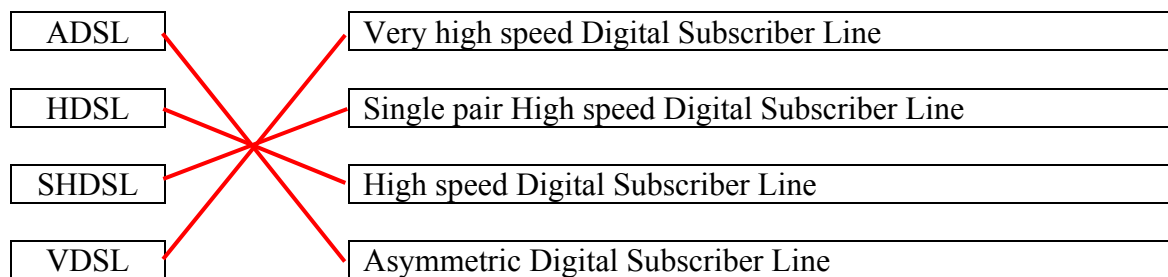 ADSL Very high speed Digital Subscriber Line
HDSL Single pair High speed Digital Subscriber Line
SHDSL High speed Digital Subscriber Line
VDSL Asymmetric Digital Subscriber Line